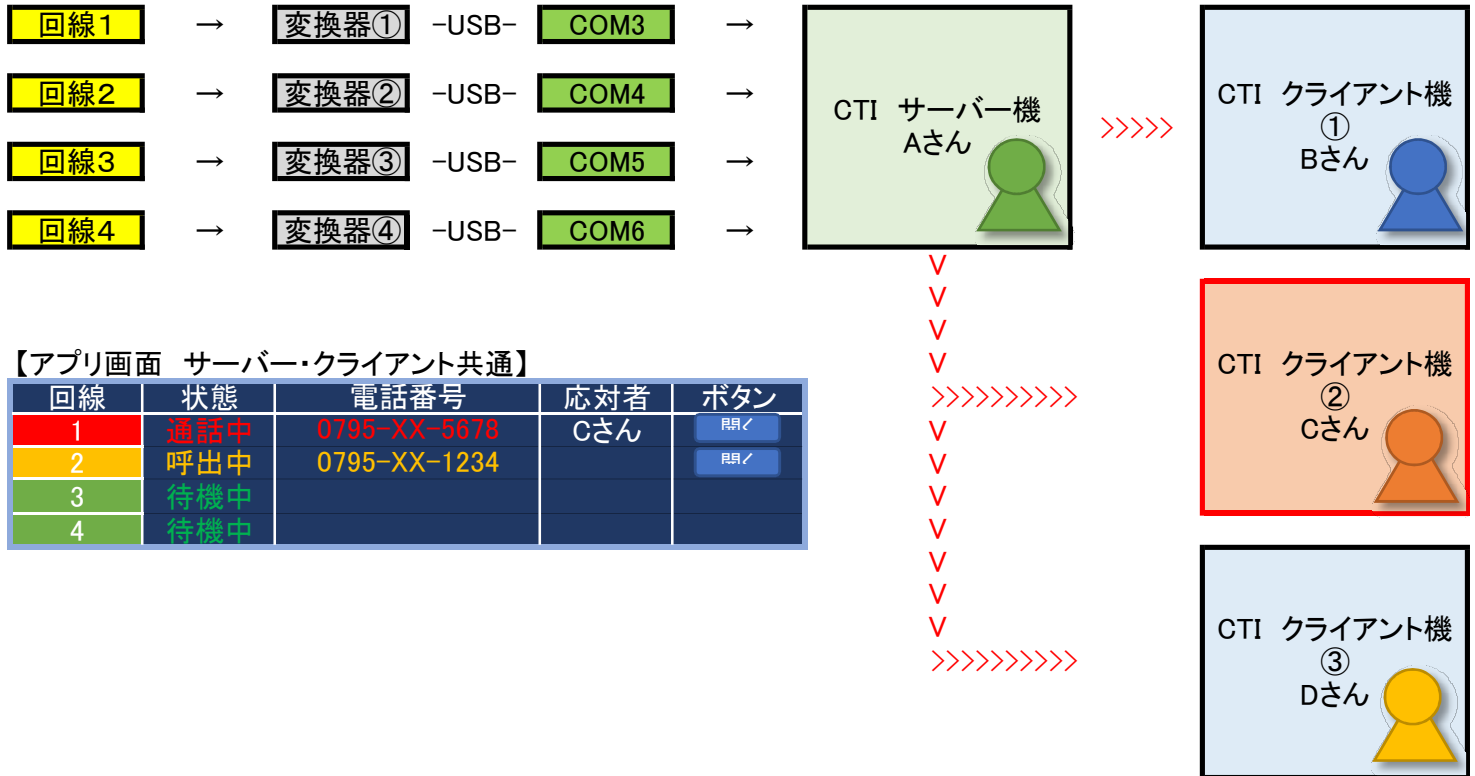 回線1 → 変換器① -USB- COM3 →
回線2 → 変換器② -USB- COM4 →
回線3 → 変換器③ -USB- COM5 →
回線4 → 変換器④ -USB- COM6 →
CTI サーバー機
Aさん
>>>>>
CTI クライアント機
①
Bさん
V
V
V
V
>>>>>>>>>>
V
V
V
V
V
V
V
>>>>>>>>>>
CTI クライアント機
②
Cさん
CTI クライアント機
③
Dさん
【アプリ画面 サーバー・クライアント共通】
回線 状態 電話番号 応対者 ボタン
1 通話中 0795-XX-5678 Cさん 開く
2 呼出中 0795-XX-1234 開く
3 待機中
4 待機中